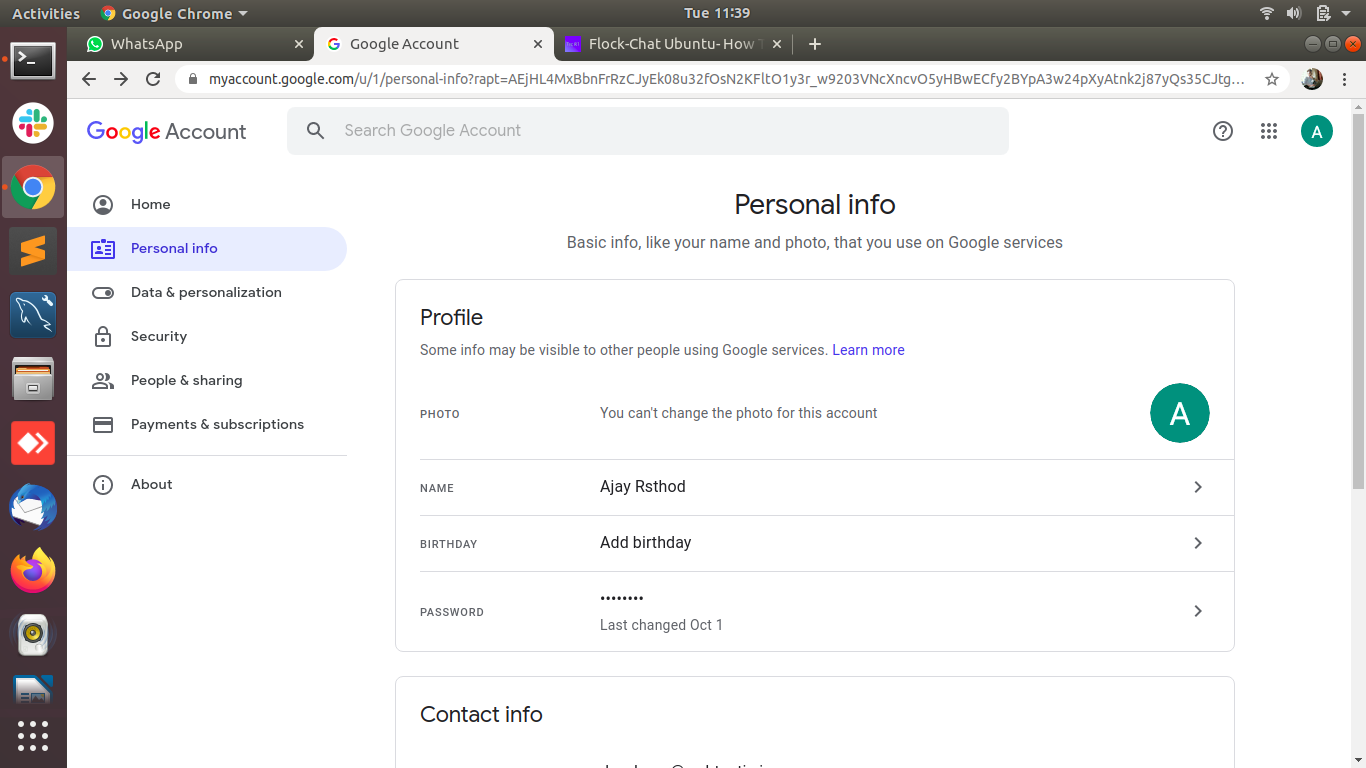 Activities Google Chrome Tue 11:39
WhatsApp Google Account Flock-Chat Ubuntu- How
myaccount.google.com/u/1/personal-info?rapt=AEjHL4MxBbnFrRzCJyEk08u32fOsN2KFltO1y3r_w9203VNcXncvO5yHBwECfy2BYpA3w24pXyAtnk2j87yQs35CJtg...
Google Account Search Google Account A
Home
Personal info
Data & personalization
Security
People & sharing
Payments & subscriptions
About
Personal info
Basic info, like your name and photo, that you use on Google services
Profile
Some info may be visible to other people using Google services. Learn more
PHOTO You can't change the photo for this account A
NAME Ajay Rsthod
BIRTHDAY Add birthday
PASSWORD ••••••••
Last changed Oct 1
Contact info